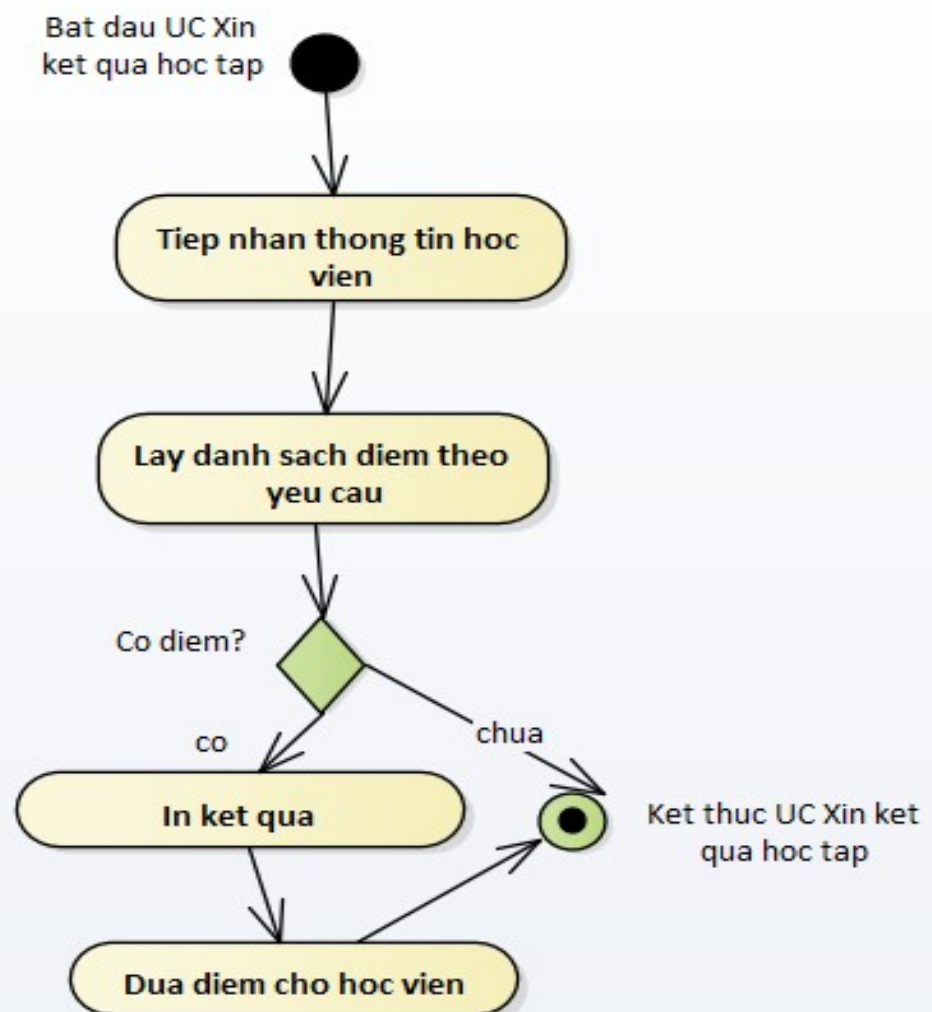 Bat dau UC Xin
ket qua hoc tap
Tiep nhan thong tin hoc
vien
Lay danh sach diem theo
yeu cau
Co diem?
co
chua
In ket qua
Ket thuc UC Xin ket
qua hoc tap
Dua diem cho hoc vien